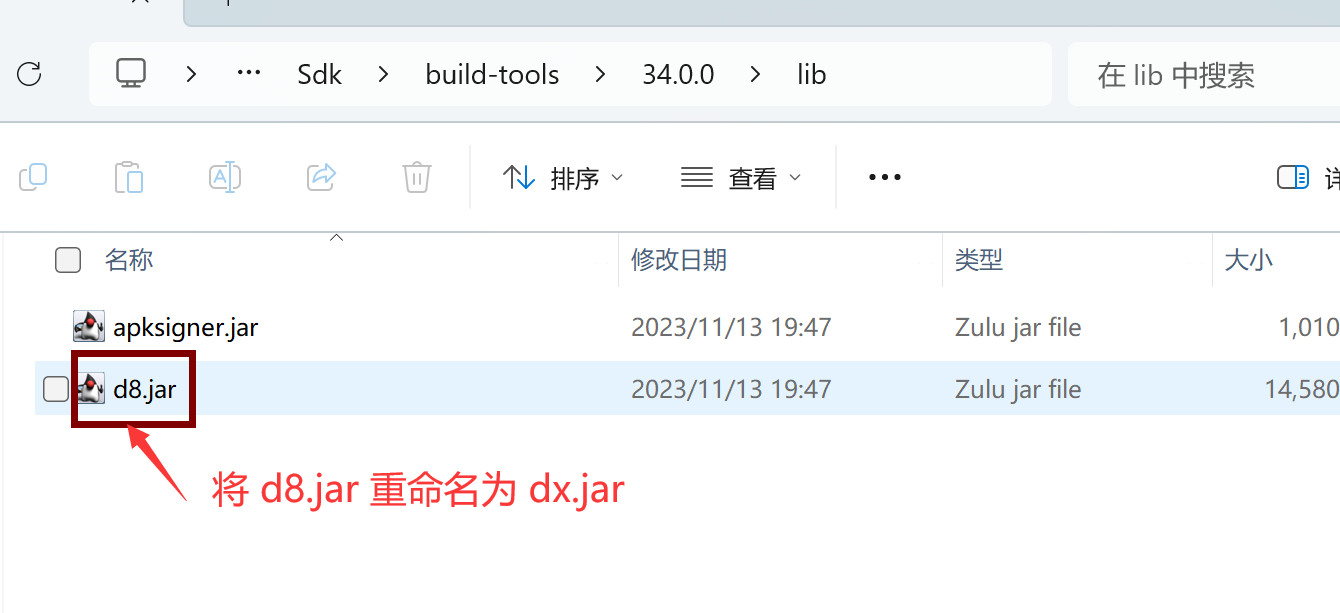 Sdk > build-tools > 34.0.0 > lib
在 lib 中搜索
排序
查看
名称 修改日期 类型 大小
apksigner.jar 2023/11/13 19:47 Zulu jar file 1,010
d8.jar 2023/11/13 19:47 Zulu jar file 14,580
将 d8.jar 重命名为 dx.jar